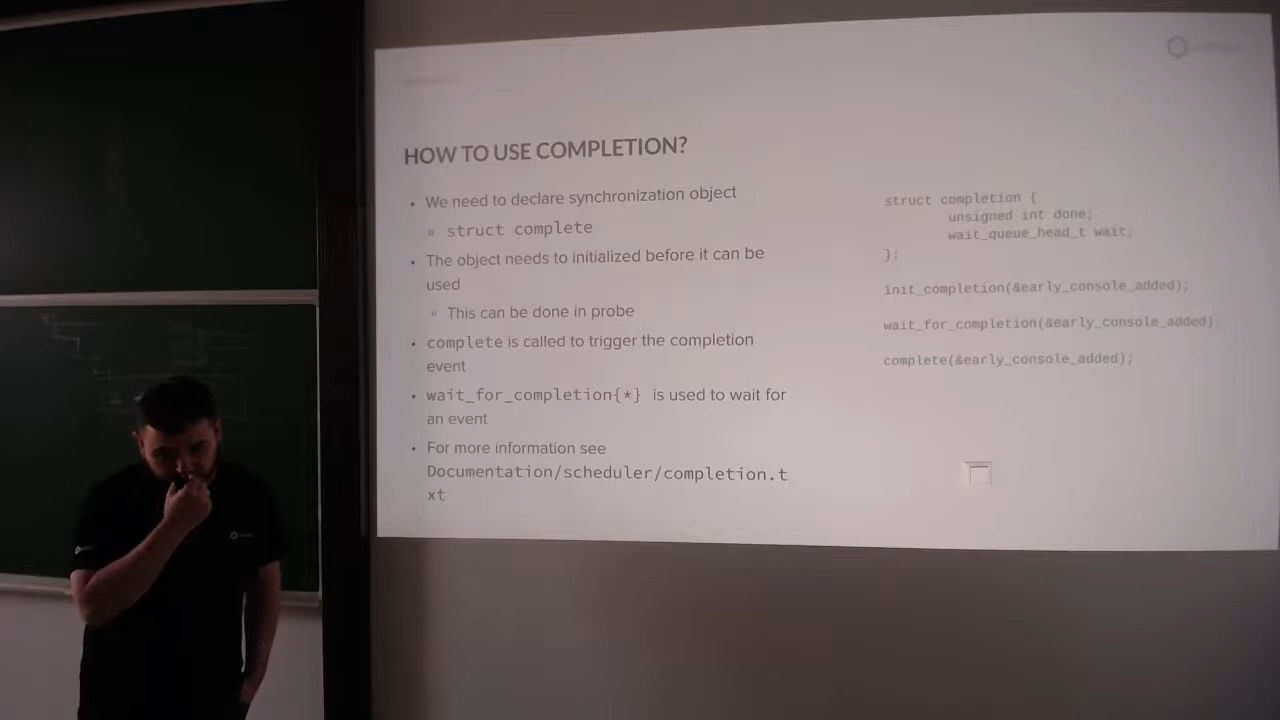 HOW TO USE COMPLETION?
• We need to declare synchronization object
struct complete
• The object needs to initialized before it can be
used
This can be done in probe
• complete is called to trigger the completion
event
• wait_for_completion{*} is used to wait for
an event
• For more information see
Documentation/scheduler/completion.t
xt
struct completion {
unsigned int done;
wait_queue_head_t wait;
};
init_completion(&early_console_added);
wait_for_completion(&early_console_added)
complete(&early_console_added);